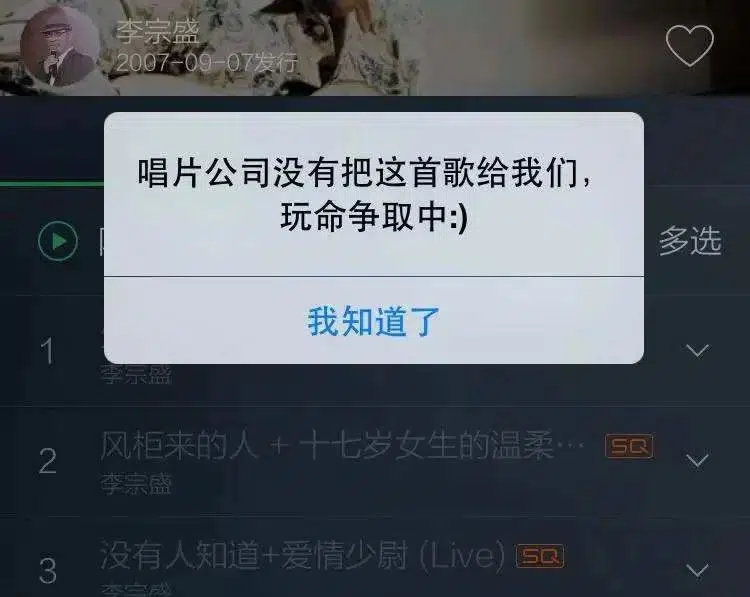 李宗盛
2007-09-07发行
唱片公司没有把这首歌给我们，
玩命争取中:)
我知道了
多选
1
李宗盛
2
风柜来的人 + 十七岁女生的温柔… SQ
李宗盛
3
没有人知道+爱情少尉 (Live) SQ
李宗盛